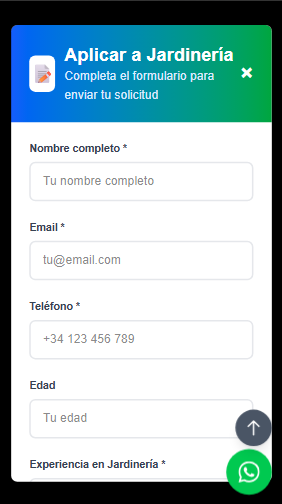 Aplicar a Jardinería
Completa el formulario para
enviar tu solicitud
Nombre completo *
Tu nombre completo
Email *
tu@email.com
Teléfono *
+34 123 456 789
Edad
Tu edad
Experiencia en Jardinería *